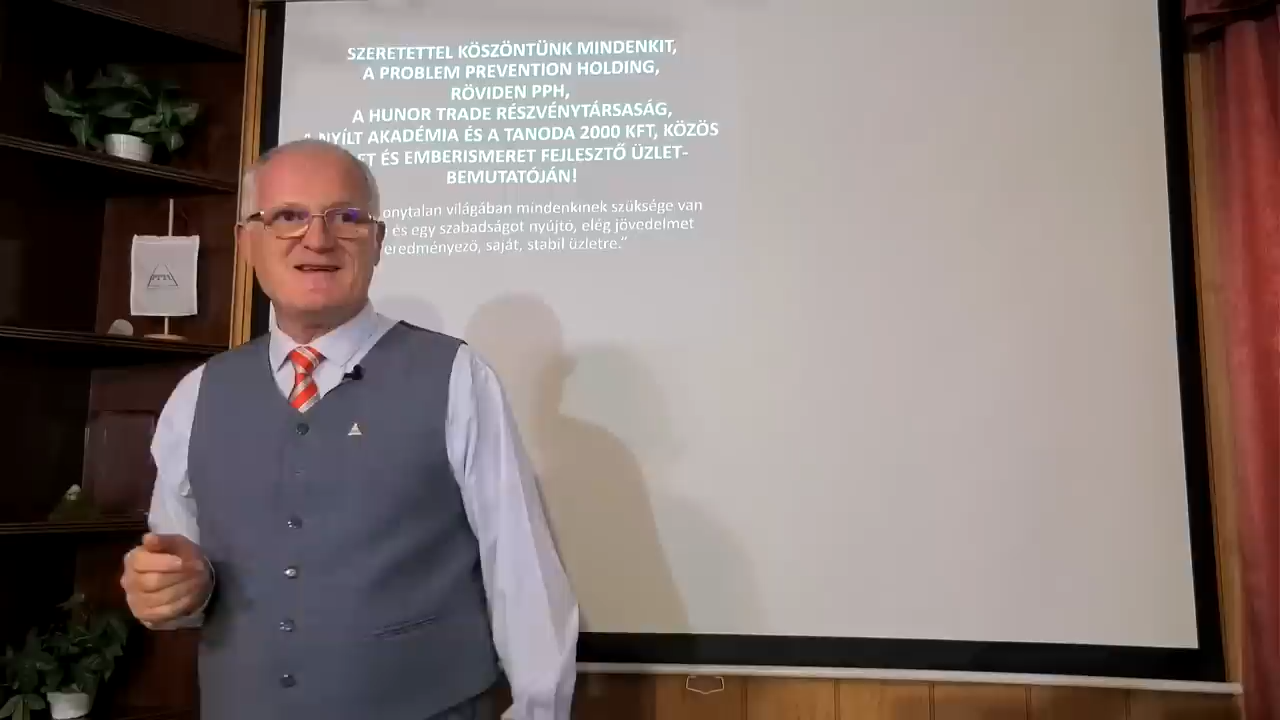 SZERETETTEL KÖSZÖNTÜNK MINDENKIT,
A PROBLEM PREVENTION HOLDING,
RÖVIDEN PPH,
A HUNOR TRADE RÉSZVÉNYTÁRSASÁG,
A NYÍLT AKADÉMIA ÉS A TANODA 2000 KFT, KÖZÖS
ÉS EMBERISMERET FEJLESZTŐ ÜZLET-
BEMUTATÓJÁN!
világában mindenkinek szüksége van
és egy szabadságot nyújtó, elég jövedelmet
eredményező, saját, stabil üzletre.”